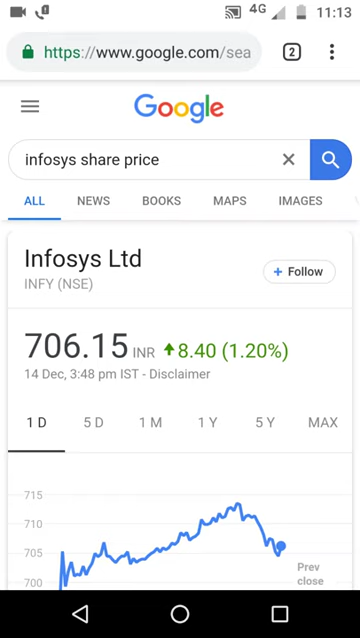 4G 11:13
https://www.google.com/sea 2
Google
infosys share price
ALL NEWS BOOKS MAPS IMAGES
Infosys Ltd
INFY (NSE)
+ Follow
706.15 INR 8.40 (1.20%)
14 Dec, 3:48 pm IST - Disclaimer
1 D 5 D 1 M 1 Y 5 Y MAX
715
710
705
Prev
close
700